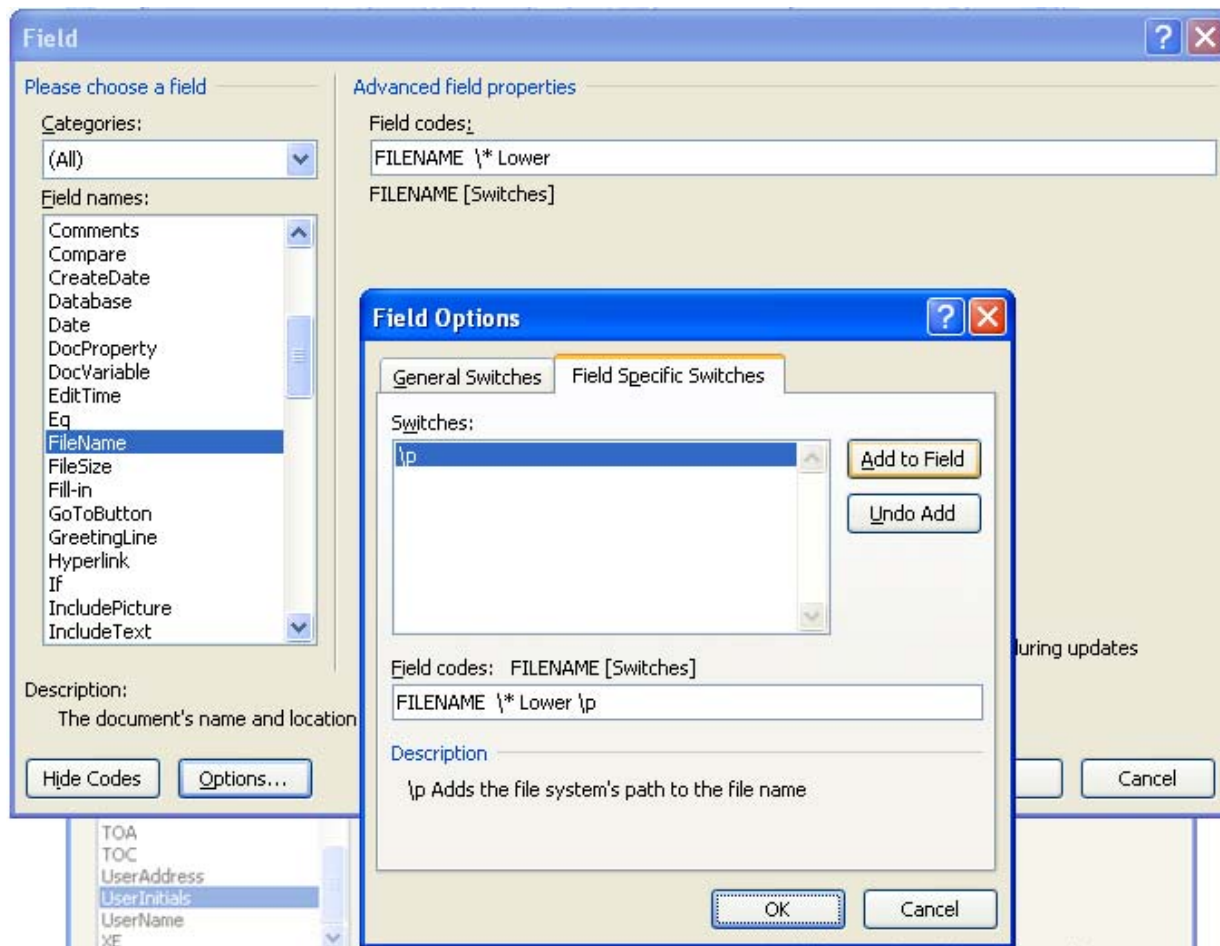 Field
Please choose a field
Categories:
(All)
Field names:
Comments
Compare
CreateDate
Database
Date
DocProperty
DocVariable
EditTime
Eq
FileName
FileSize
Fill-in
GoToButton
GreetingLine
Hyperlink
If
IncludePicture
IncludeText
Description:
The document's name and location
Hide Codes
Options...
Advanced field properties
Field codes:
FILENAME \* Lower
FILENAME [Switches]
during updates
Cancel
Field Options
General Switches
Field Specific Switches
Switches:
\p
Add to Field
Undo Add
Field codes: FILENAME [Switches]
FILENAME \* Lower \p
Description
\p Adds the file system's path to the file name
OK
Cancel
TOA
TOC
UserAddress
UserInitials
UserName
XE